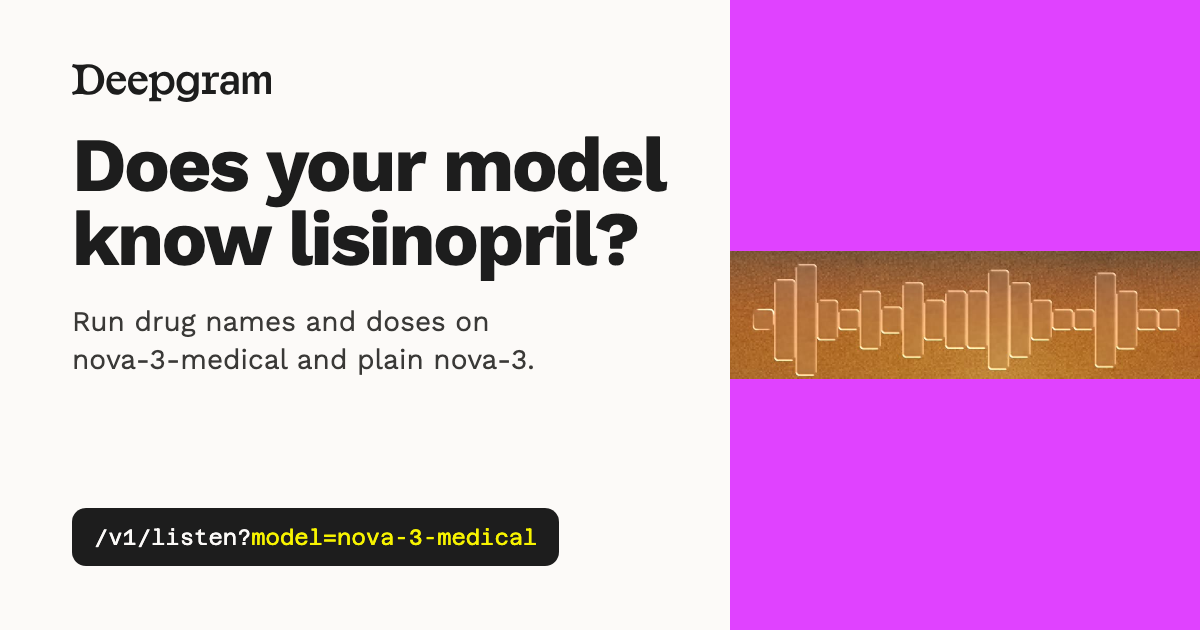 Deepgram
Does your model
know lisinopril?
Run drug names and doses on
nova-3-medical and plain nova-3.
/v1/listen?model=nova-3-medical